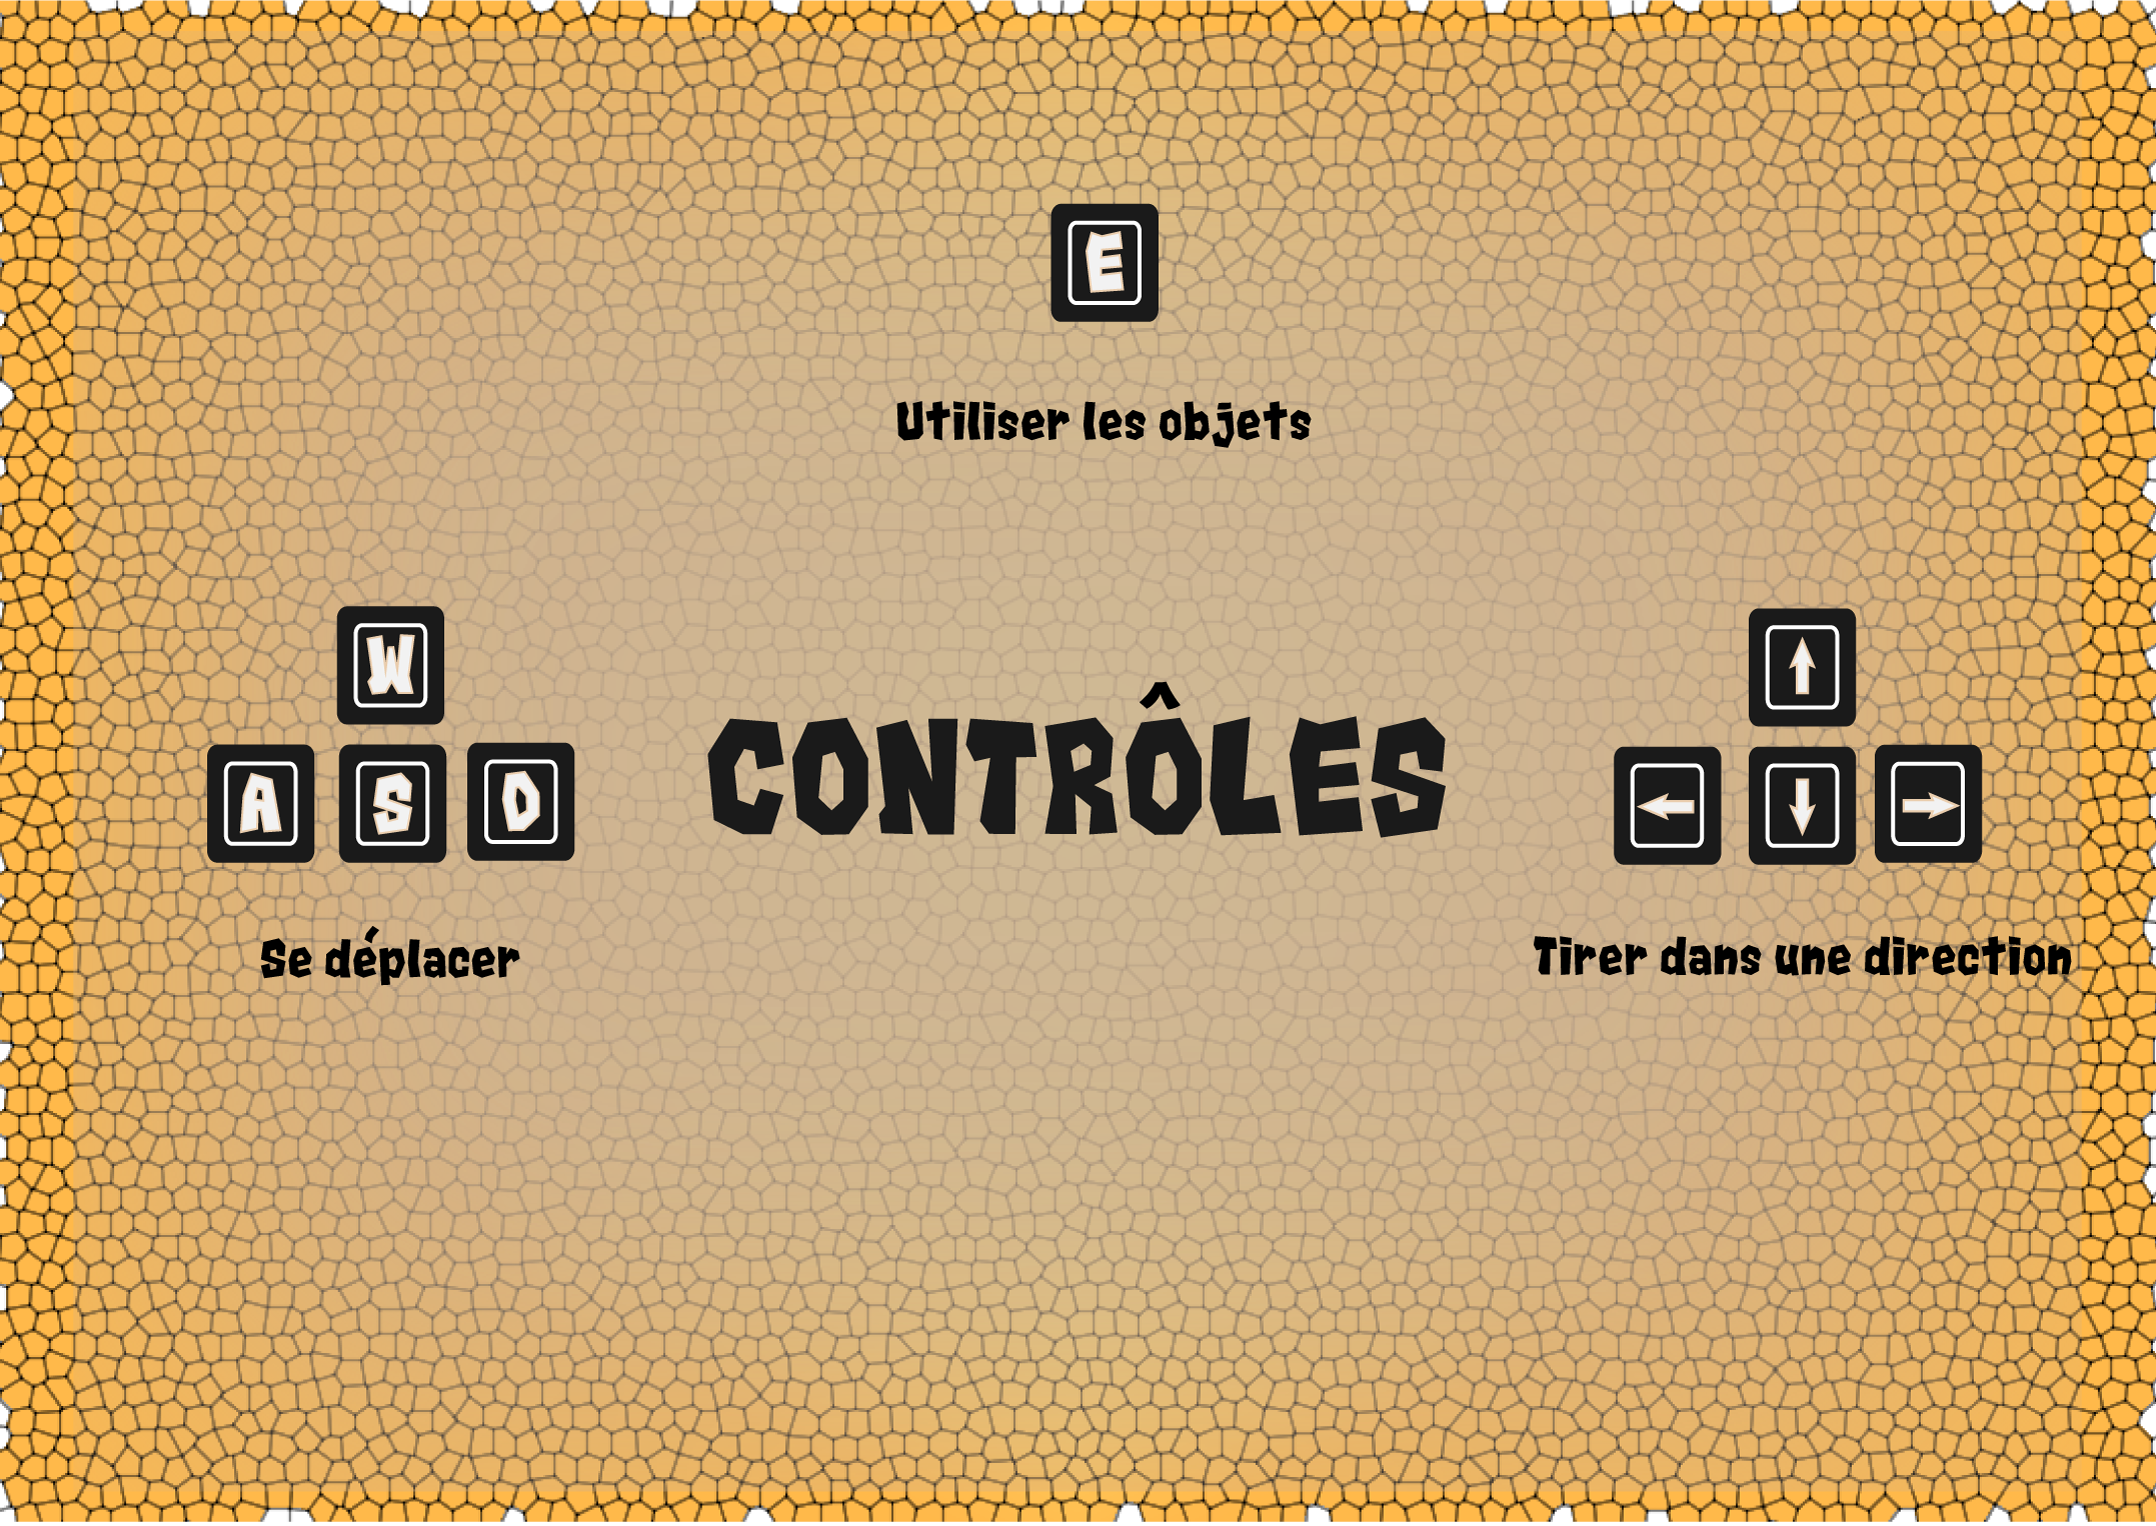 E
Utiliser les objets
W
A S D
Se déplacer
CONTRÔLES
↑
← ↓ →
Tirer dans une direction